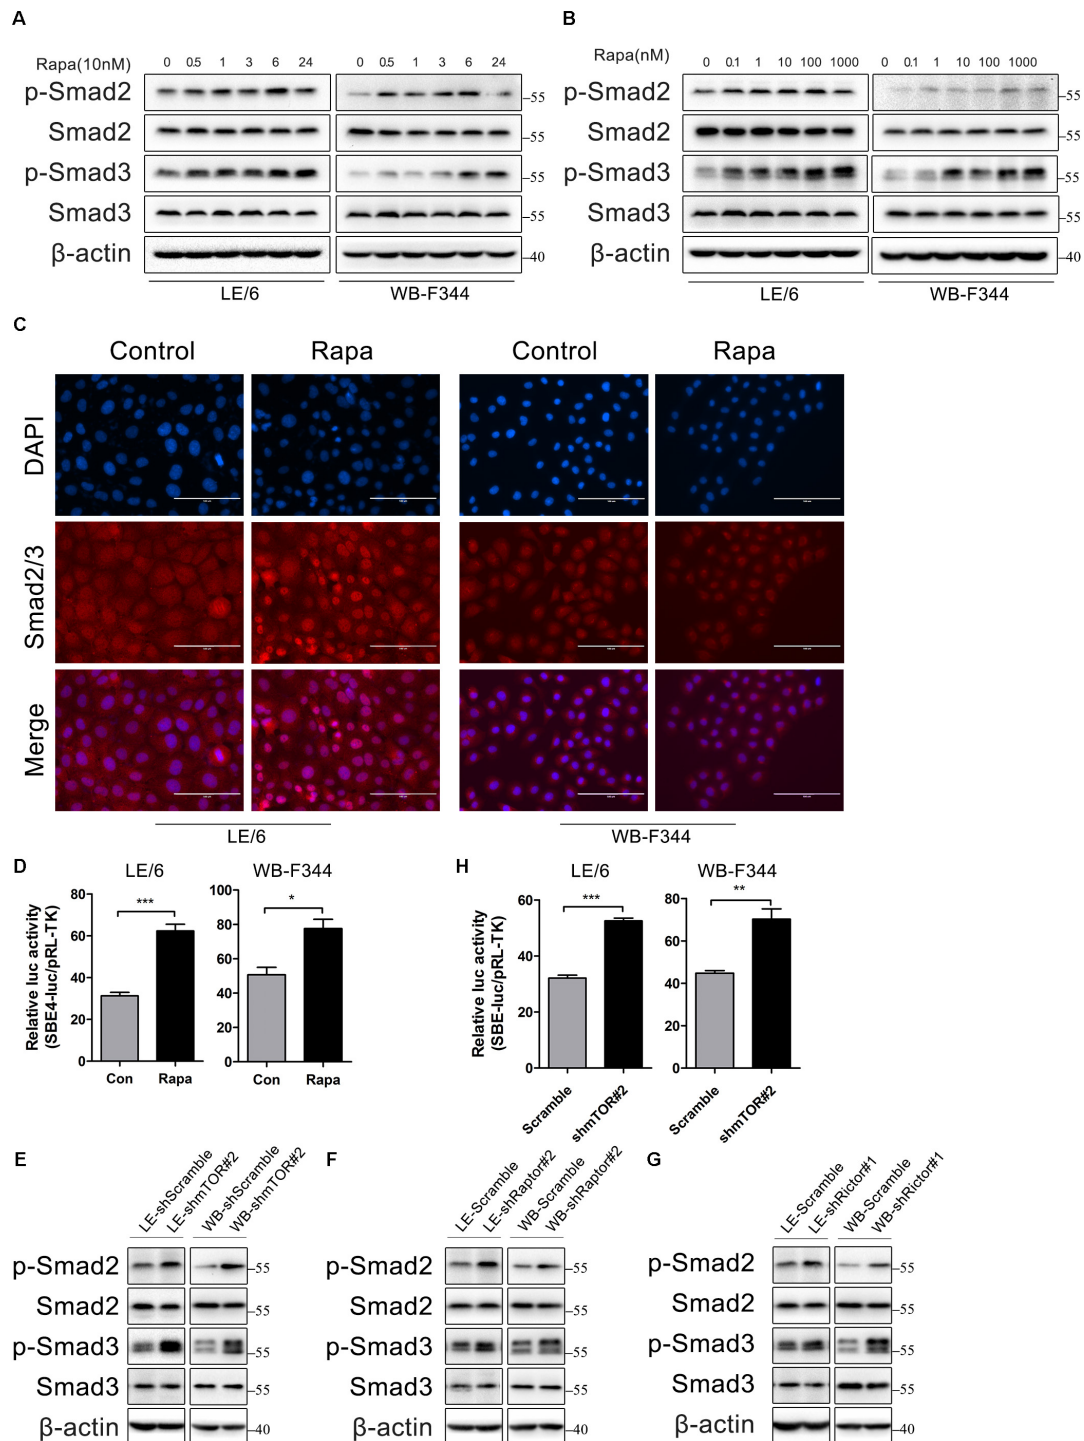 A
Rapa(10nM) 0 0.5 1 3 6 24 0 0.5 1 3 6 24
p-Smad2 55
Smad2 55
p-Smad3 55
Smad3 55
β-actin 40
LE/6 WB-F344
B
Rapa(nM) 0 0.1 1 10 100 1000 0 0.1 1 10 100 1000
p-Smad2 55
Smad2 55
p-Smad3 55
Smad3 55
β-actin 40
LE/6 WB-F344
C
Control Rapa Control Rapa
DAPI
Smad2/3
Merge
LE/6 WB-F344
D
LE/6
Relative luc activity
(SBE4-luc/pRL-TK)
80
60
40
20
0
***
Con Rapa
WB-F344
100
80
60
40
20
0
*
Con Rapa
H
LE/6
Relative luc activity
(SBE-luc/pRL-TK)
60
40
20
0
***
Scramble shmTOR#2
WB-F344
80
60
40
20
0
**
Scramble shmTOR#2
E
LE-shScramble LE-shmTOR#2 WB-shScramble WB-shmTOR#2
p-Smad2 55
Smad2 55
p-Smad3 55
Smad3 55
β-actin 40
F
LE-Scramble LE-shRaptor#2 WB-Scramble WB-shRaptor#2
p-Smad2 55
Smad2 55
p-Smad3 55
Smad3 55
β-actin 40
G
LE-Scramble LE-shRictor#1 WB-Scramble WB-shRictor#1
p-Smad2 55
Smad2 55
p-Smad3 55
Smad3 55
β-actin 40